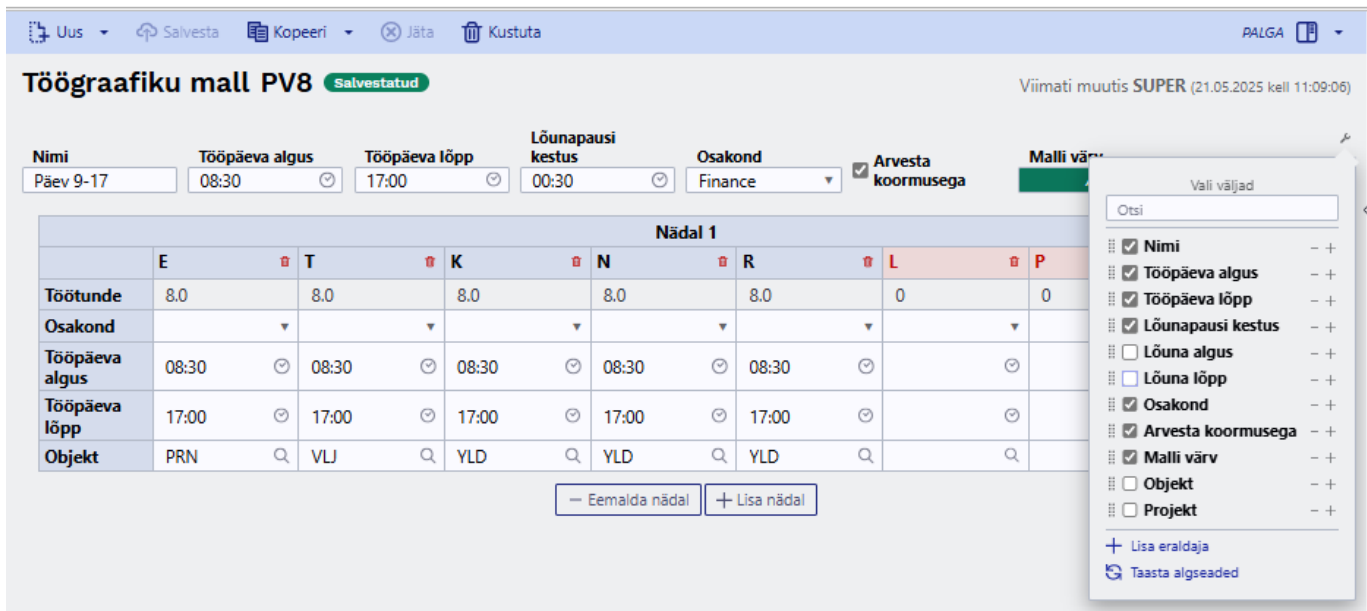 Uus Salvesta Kopeeri Jäta Kustuta PALGA
Töögraafiku mall PV8 Salvestatud
Viimati muutis SUPER (21.05.2025 kell 11:09:06)
Nimi Tööpäeva algus Tööpäeva lõpp Lõunapausi kestus Osakond Arvesta koormusega Malli värv
Päev 9-17 08:30 17:00 00:30 Finance
Nädal 1
E T K N R L P
Töötunde 8.0 8.0 8.0 8.0 8.0 0 0
Osakond
Tööpäeva algus 08:30 08:30 08:30 08:30 08:30
Tööpäeva lõpp 17:00 17:00 17:00 17:00 17:00
Objekt PRN VLJ YLD YLD YLD
− Eemalda nädal + Lisa nädal
Vali väljad
Otsi
Nimi − +
Tööpäeva algus − +
Tööpäeva lõpp − +
Lõunapausi kestus − +
Lõuna algus − +
Lõuna lõpp − +
Osakond − +
Arvesta koormusega − +
Malli värv − +
Objekt − +
Projekt − +
+ Lisa eraldaja
Taasta algseaded